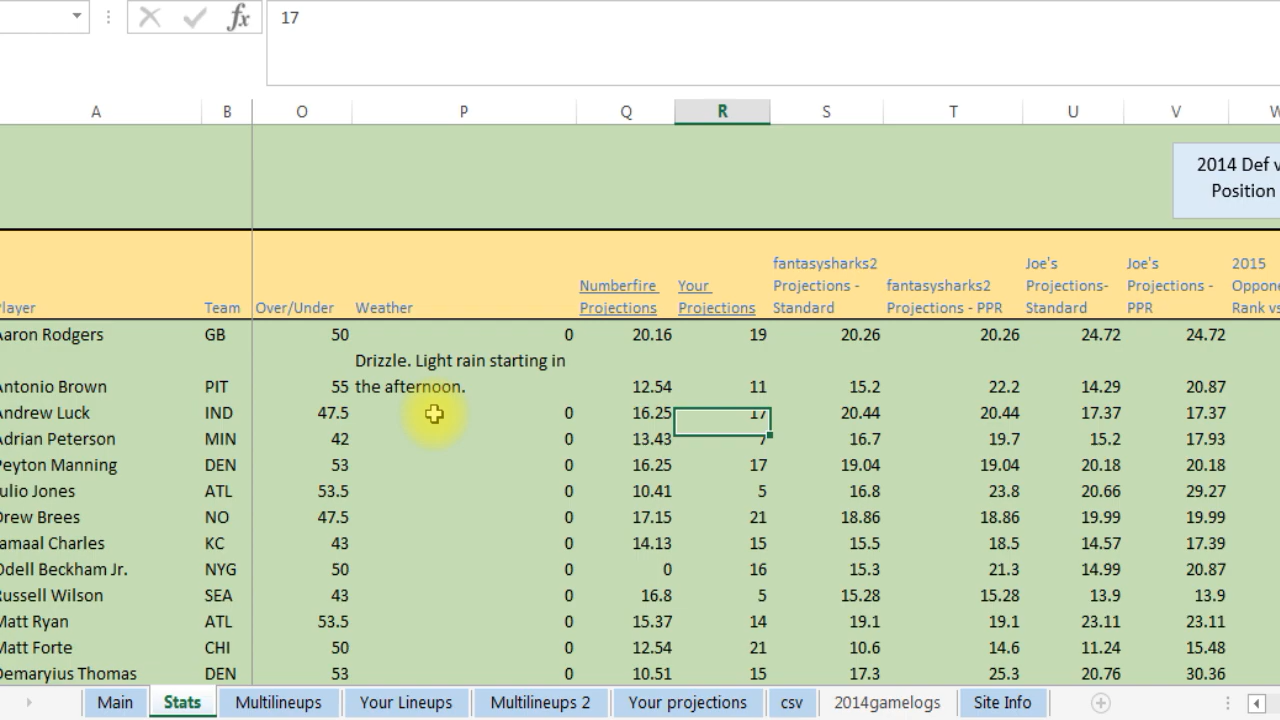 fx 17
A B O P Q R S T U V W
2014 Def v
Position
Player Team Over/Under Weather Numberfire Projections Your Projections fantasysharks2 Projections - Standard fantasysharks2 Projections - PPR Joe's Projections- Standard Joe's Projections - PPR 2015 Oppone Rank vs
Aaron Rodgers GB 50 0 20.16 19 20.26 20.26 24.72 24.72
Drizzle. Light rain starting in
Antonio Brown PIT 55 the afternoon. 12.54 11 15.2 22.2 14.29 20.87
Andrew Luck IND 47.5 0 16.25 17 20.44 20.44 17.37 17.37
Adrian Peterson MIN 42 0 13.43 7 16.7 19.7 15.2 17.93
Peyton Manning DEN 53 0 16.25 17 19.04 19.04 20.18 20.18
Julio Jones ATL 53.5 0 10.41 5 16.8 23.8 20.66 29.27
Drew Brees NO 47.5 0 17.15 21 18.86 18.86 19.99 19.99
Jamaal Charles KC 43 0 14.13 15 15.5 18.5 14.57 17.39
Odell Beckham Jr. NYG 50 0 0 16 15.3 21.3 14.99 20.87
Russell Wilson SEA 43 0 16.8 5 15.28 15.28 13.9 13.9
Matt Ryan ATL 53.5 0 15.37 14 19.1 19.1 23.11 23.11
Matt Forte CHI 50 0 12.54 21 10.6 14.6 11.24 15.48
Demaryius Thomas DEN 53 0 10.51 15 17.3 25.3 20.76 30.36
Main Stats Multilineups Your Lineups Multilineups 2 Your projections csv 2014gamelogs Site Info